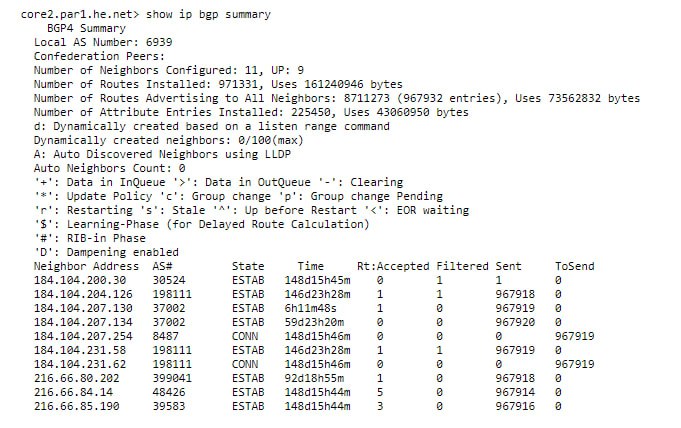 core2.par1.he.net> show ip bgp summary
BGP4 Summary
Local AS Number: 6939
Confederation Peers:
Number of Neighbors Configured: 11, UP: 9
Number of Routes Installed: 971331, Uses 161240946 bytes
Number of Routes Advertising to All Neighbors: 8711273 (967932 entries), Uses 73562832 bytes
Number of Attribute Entries Installed: 225450, Uses 43060950 bytes
d: Dynamically created based on a listen range command
Dynamically created neighbors: 0/100(max)
A: Auto Discovered Neighbors using LLDP
Auto Neighbors Count: 0
'+': Data in InQueue '>': Data in OutQueue '-': Clearing
'*': Update Policy 'c': Group change 'p': Group change Pending
'r': Restarting 's': Stale '^': Up before Restart '<': EOR waiting
'$': Learning-Phase (for Delayed Route Calculation)
'#': RIB-in Phase
'D': Dampening enabled
Neighbor Address AS# State Time Rt:Accepted Filtered Sent ToSend
184.104.200.30 30524 ESTAB 148d15h45m 0 1 1 0
184.104.204.126 198111 ESTAB 146d23h28m 1 1 967918 0
184.104.207.130 37002 ESTAB 6h11m48s 1 0 967919 0
184.104.207.134 37002 ESTAB 59d23h20m 0 0 967920 0
184.104.207.254 8487 CONN 148d15h46m 0 0 0 967919
184.104.231.58 198111 ESTAB 146d23h28m 1 1 967919 0
184.104.231.62 198111 CONN 148d15h46m 0 0 0 967919
216.66.80.202 399041 ESTAB 92d18h55m 1 0 967918 0
216.66.84.14 48426 ESTAB 148d15h44m 5 0 967914 0
216.66.85.190 39583 ESTAB 148d15h44m 3 0 967916 0